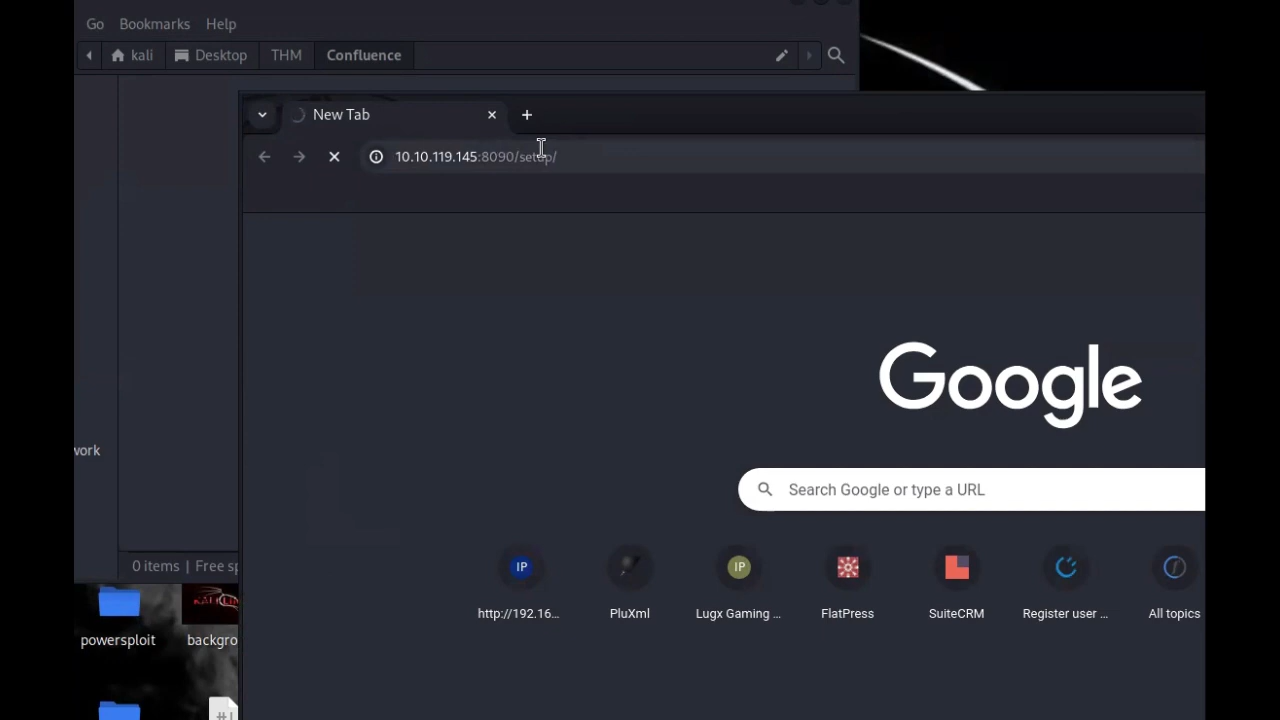 Go Bookmarks Help
kali Desktop THM Confluence
New Tab
10.10.119.145:8090/setup/
Google
Search Google or type a URL
work
IP IP
http://192.16... PluXml Lugx Gaming ... FlatPress SuiteCRM Register user ... All topics
0 items | Free sp
powersploit backgro
#!